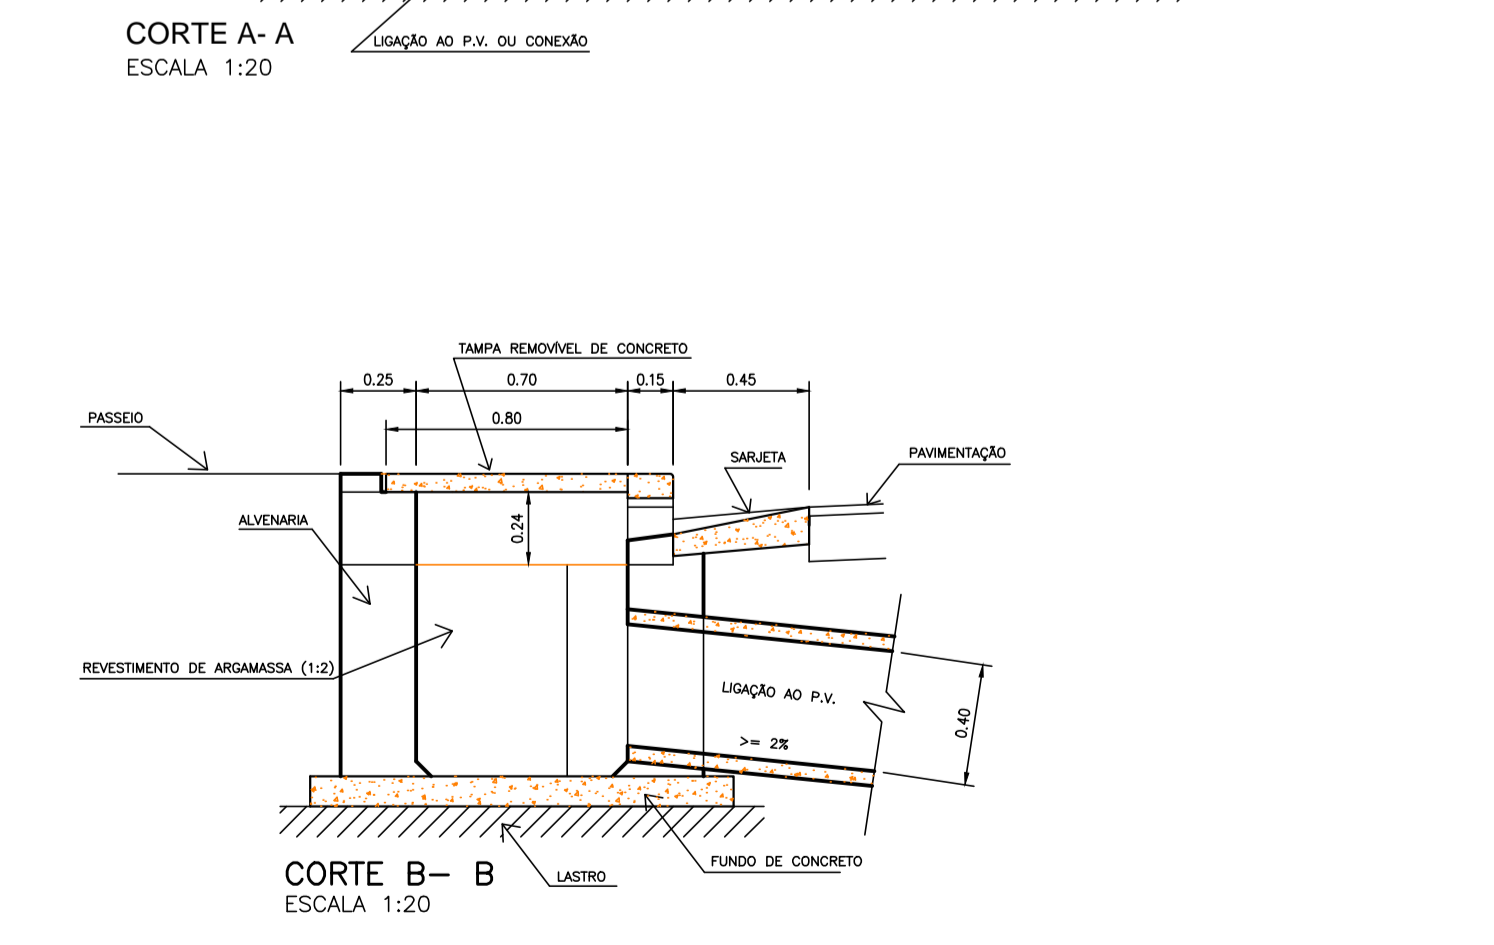 CORTE A- A
LIGAÇÃO AO P.V. OU CONEXÃO
ESCALA 1:20
TAMPA REMOVÍVEL DE CONCRETO
0.25
0.70
0.15
0.45
PASSEIO
0.80
SARJETA
PAVIMENTAÇÃO
ALVENARIA
0.24
REVESTIMENTO DE ARGAMASSA (1:2)
LIGAÇÃO AO P.V.
0.40
>= 2%
FUNDO DE CONCRETO
CORTE B- B
LASTRO
ESCALA 1:20